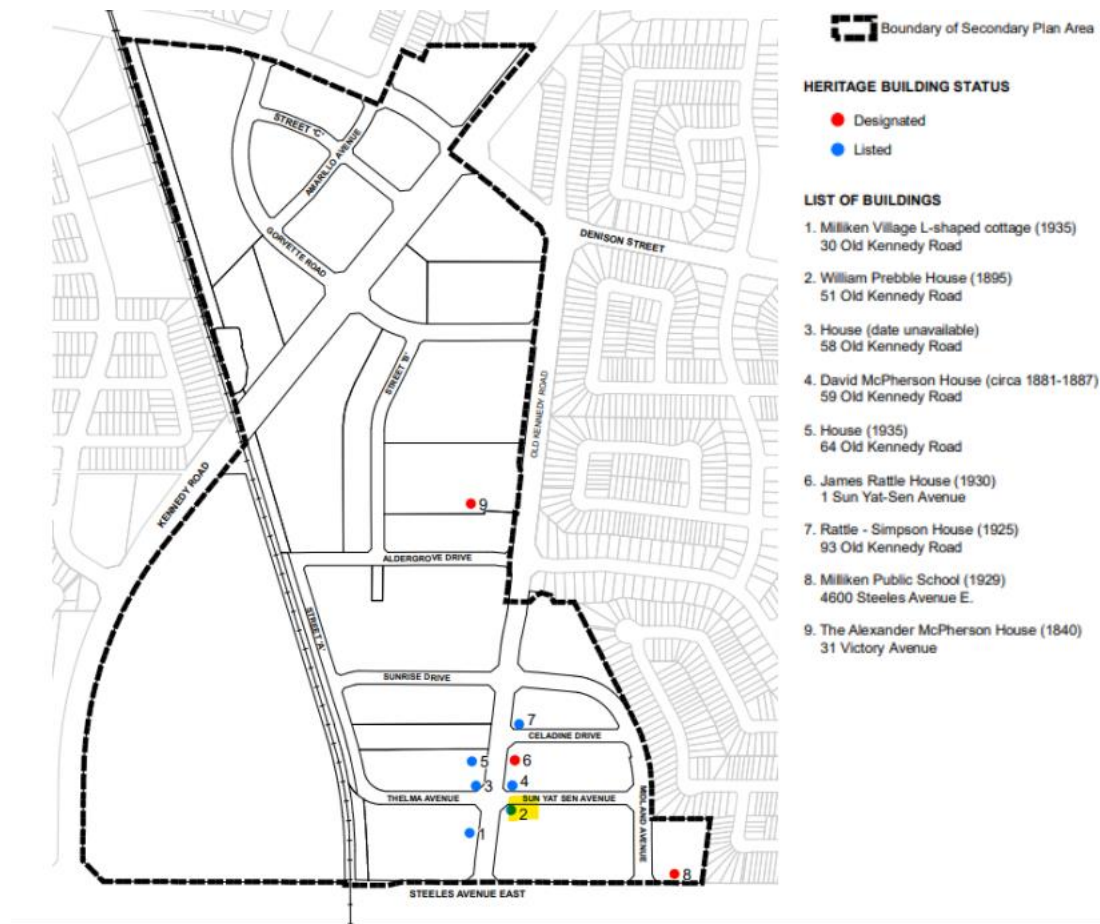 Boundary of Secondary Plan Area
HERITAGE BUILDING STATUS
Designated
Listed
LIST OF BUILDINGS
1. Milliken Village L-shaped cottage (1935)
30 Old Kennedy Road
2. William Prebble House (1895)
51 Old Kennedy Road
3. House (date unavailable)
58 Old Kennedy Road
4. David McPherson House (circa 1881-1887)
59 Old Kennedy Road
5. House (1935)
64 Old Kennedy Road
6. James Rattle House (1930)
1 Sun Yat-Sen Avenue
7. Rattle - Simpson House (1925)
93 Old Kennedy Road
8. Milliken Public School (1929)
4600 Steeles Avenue E.
9. The Alexander McPherson House (1840)
31 Victory Avenue
STREET 'C'
AMARILLO AVENUE
GORVETTE ROAD
DENISON STREET
STREET 'B'
OLD KENNEDY ROAD
KENNEDY ROAD
9
ALDERGROVE DRIVE
STREET 'A'
SUNRISE DRIVE
7
CELADINE DRIVE
5
6
3
4
THELMA AVENUE
SUN YAT SEN AVENUE
2
MIDLAND AVENUE
1
8
STEELES AVENUE EAST